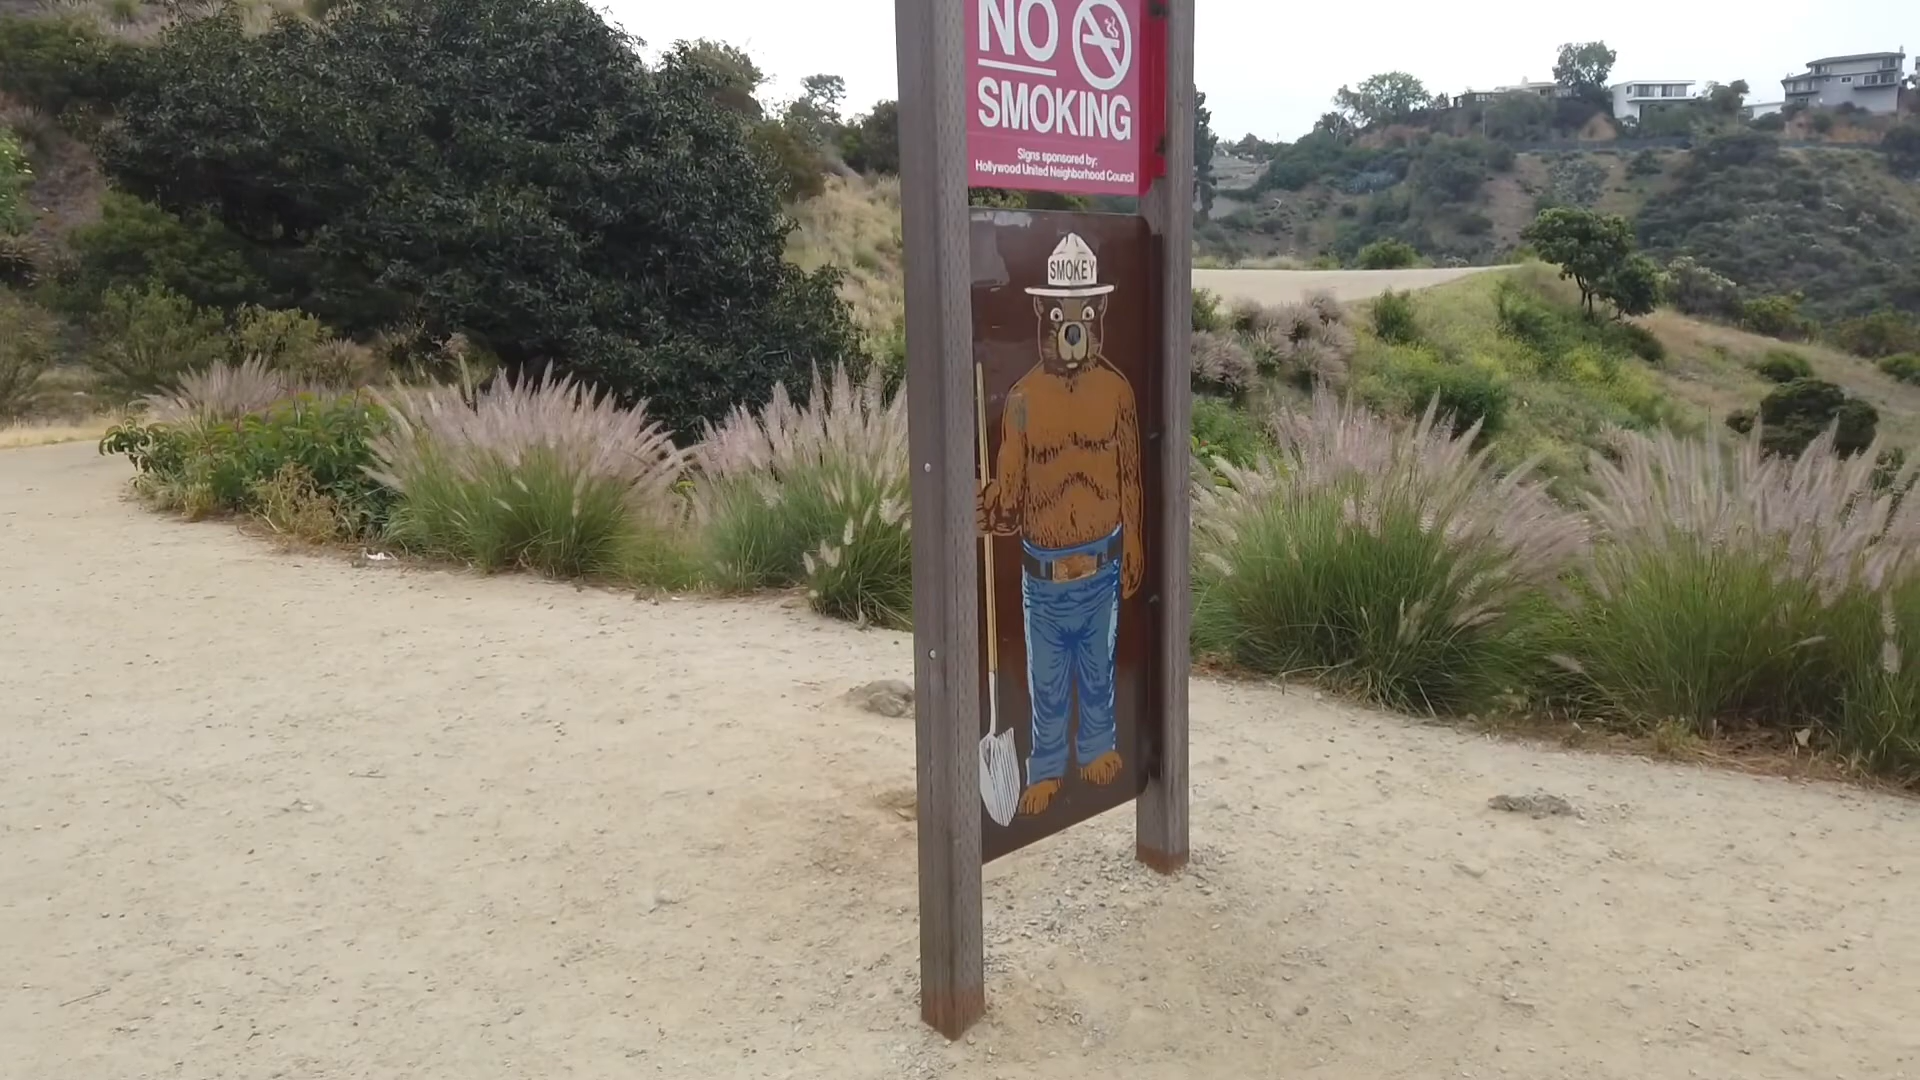 NO
SMOKING
Signs sponsored by:
Hollywood United Neighborhood Council
SMOKEY